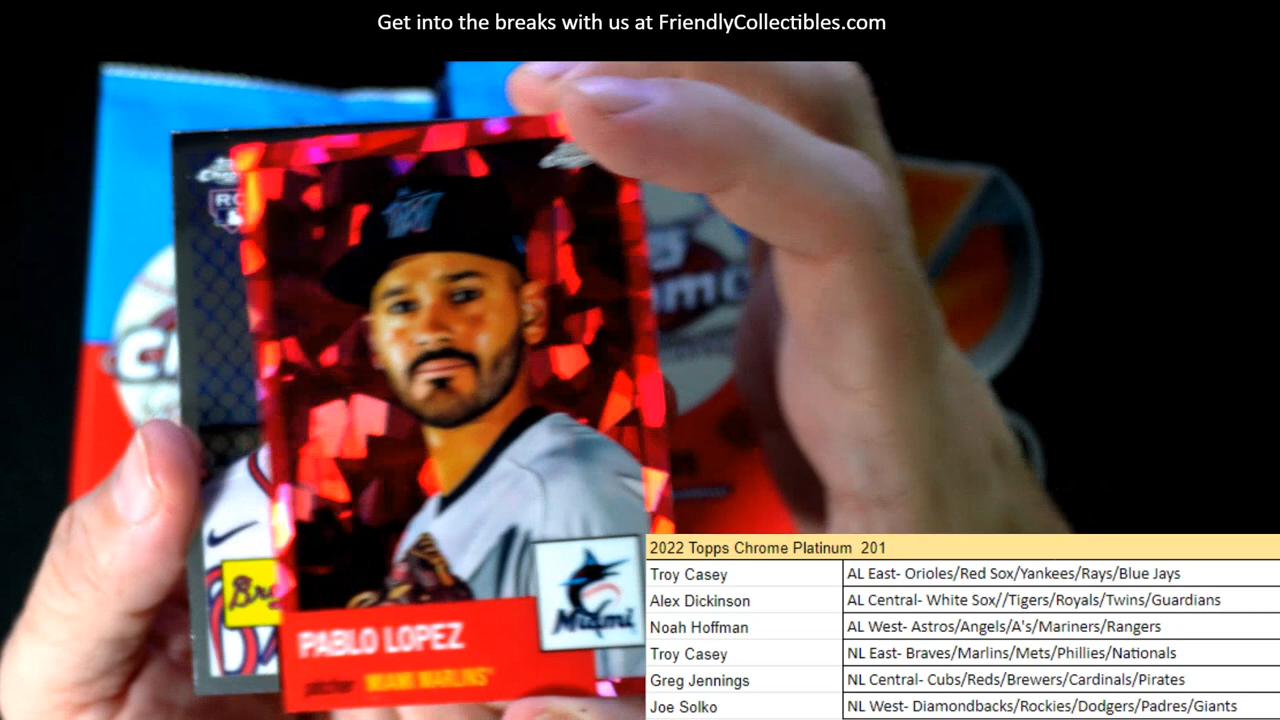 Get into the breaks with us at FriendlyCollectibles.com
RC
Bra
PABLO LOPEZ
pitcher MIAMI MARLINS
Miami
2022 Topps Chrome Platinum 201
Troy Casey AL East- Orioles/Red Sox/Yankees/Rays/Blue Jays
Alex Dickinson AL Central- White Sox//Tigers/Royals/Twins/Guardians
Noah Hoffman AL West- Astros/Angels/A's/Mariners/Rangers
Troy Casey NL East- Braves/Marlins/Mets/Phillies/Nationals
Greg Jennings NL Central- Cubs/Reds/Brewers/Cardinals/Pirates
Joe Solko NL West- Diamondbacks/Rockies/Dodgers/Padres/Giants